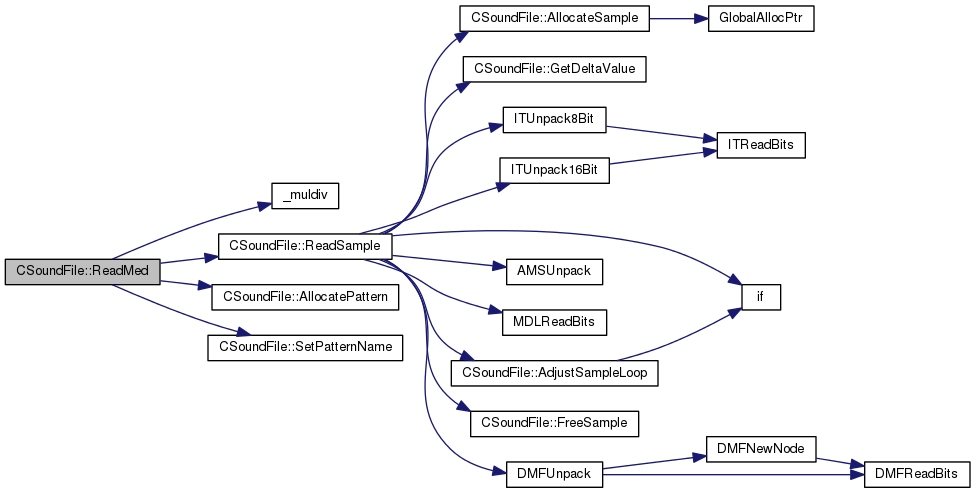 CSoundFile::AllocateSample
GlobalAllocPtr
CSoundFile::GetDeltaValue
ITUnpack8Bit
ITReadBits
ITUnpack16Bit
_muldiv
CSoundFile::ReadSample
CSoundFile::ReadMed
AMSUnpack
CSoundFile::AllocatePattern
if
MDLReadBits
CSoundFile::SetPatternName
CSoundFile::AdjustSampleLoop
CSoundFile::FreeSample
DMFNewNode
DMFUnpack
DMFReadBits